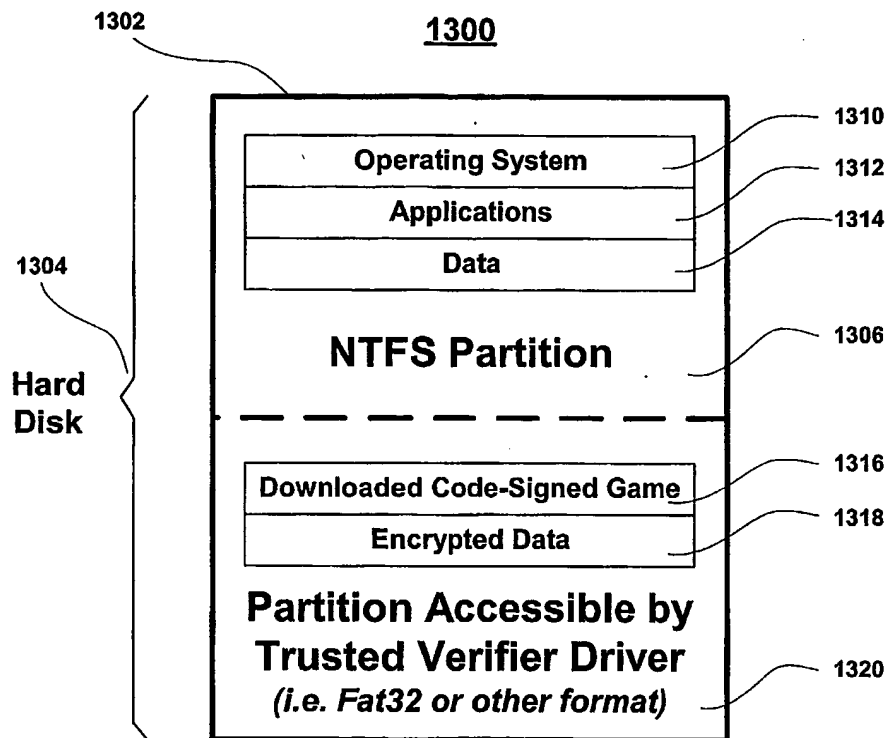 1300
1302
1310
Operating System
1312
Applications
1314
Data
1304
1306
NTFS Partition
Hard
Disk
1316
Downloaded Code-Signed Game
1318
Encrypted Data
Partition Accessible by
Trusted Verifier Driver
1320
(i.e. Fat32 or other format)